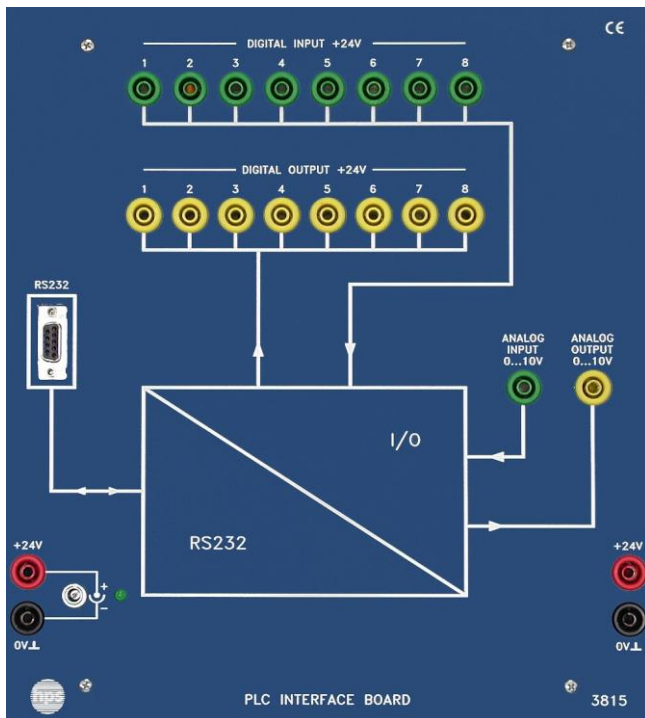 CE
DIGITAL INPUT +24V
1 2 3 4 5 6 7 8
DIGITAL OUTPUT +24V
1 2 3 4 5 6 7 8
RS232
ANALOG
INPUT
0...10V
ANALOG
OUTPUT
0...10V
I/O
RS232
+24V
+
−
0V⊥
+24V
0V⊥
hps
PLC INTERFACE BOARD
3815